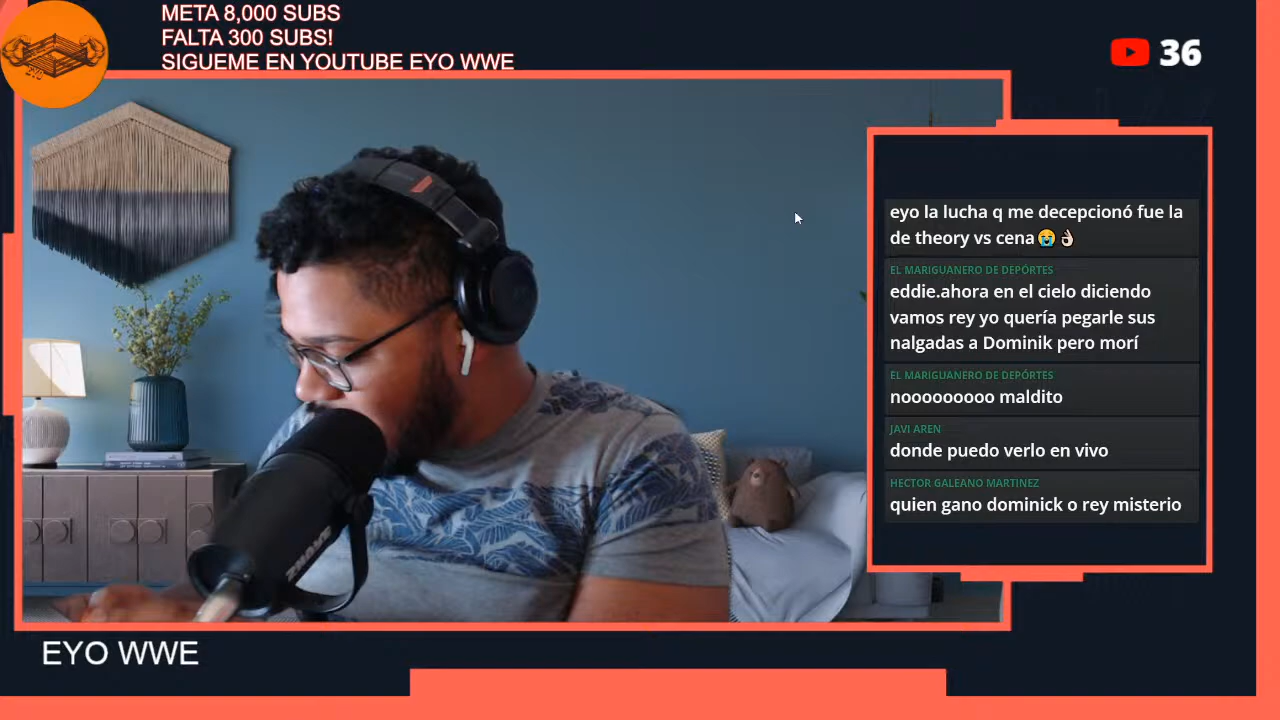 META 8,000 SUBS
FALTA 300 SUBS!
SIGUEME EN YOUTUBE EYO WWE
36
EYO
eyo la lucha q me decepcionó fue la
de theory vs cena😭👌🏻
EL MARIGUANERO DE DEPÓRTES
eddie.ahora en el cielo diciendo
vamos rey yo quería pegarle sus
nalgadas a Dominik pero morí
EL MARIGUANERO DE DEPÓRTES
nooooooooo maldito
JAVI AREN
donde puedo verlo en vivo
HECTOR GALEANO MARTINEZ
quien gano dominick o rey misterio
SHURE
EYO WWE